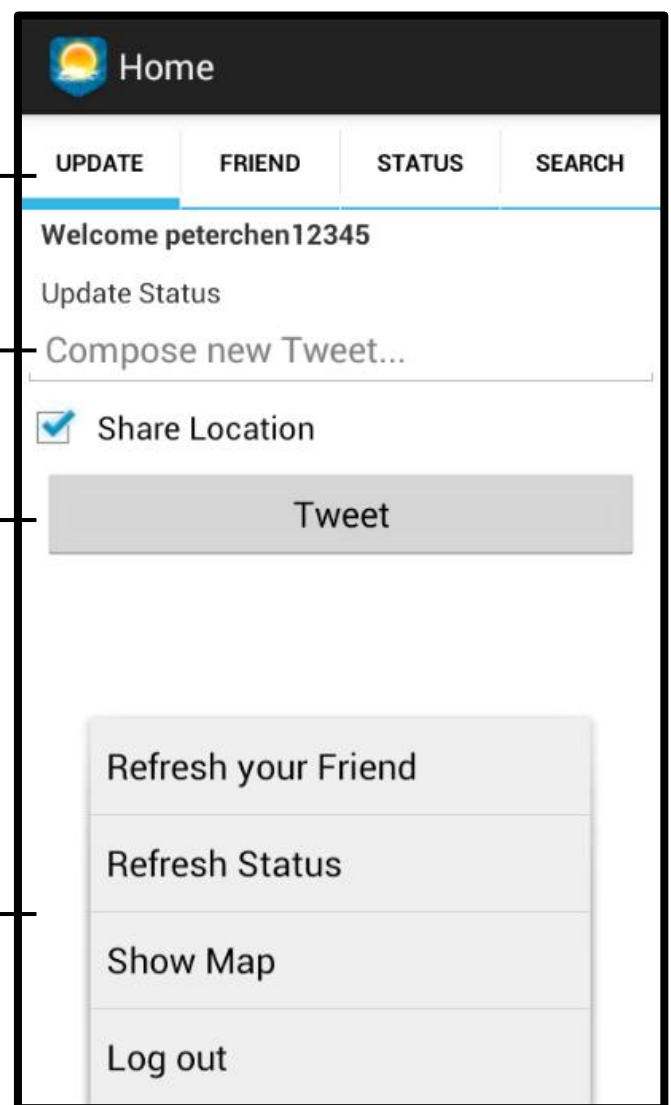 Home
UPDATE FRIEND STATUS SEARCH
Welcome peterchen12345
Update Status
Compose new Tweet...
Share Location
Tweet
Refresh your Friend
Refresh Status
Show Map
Log out